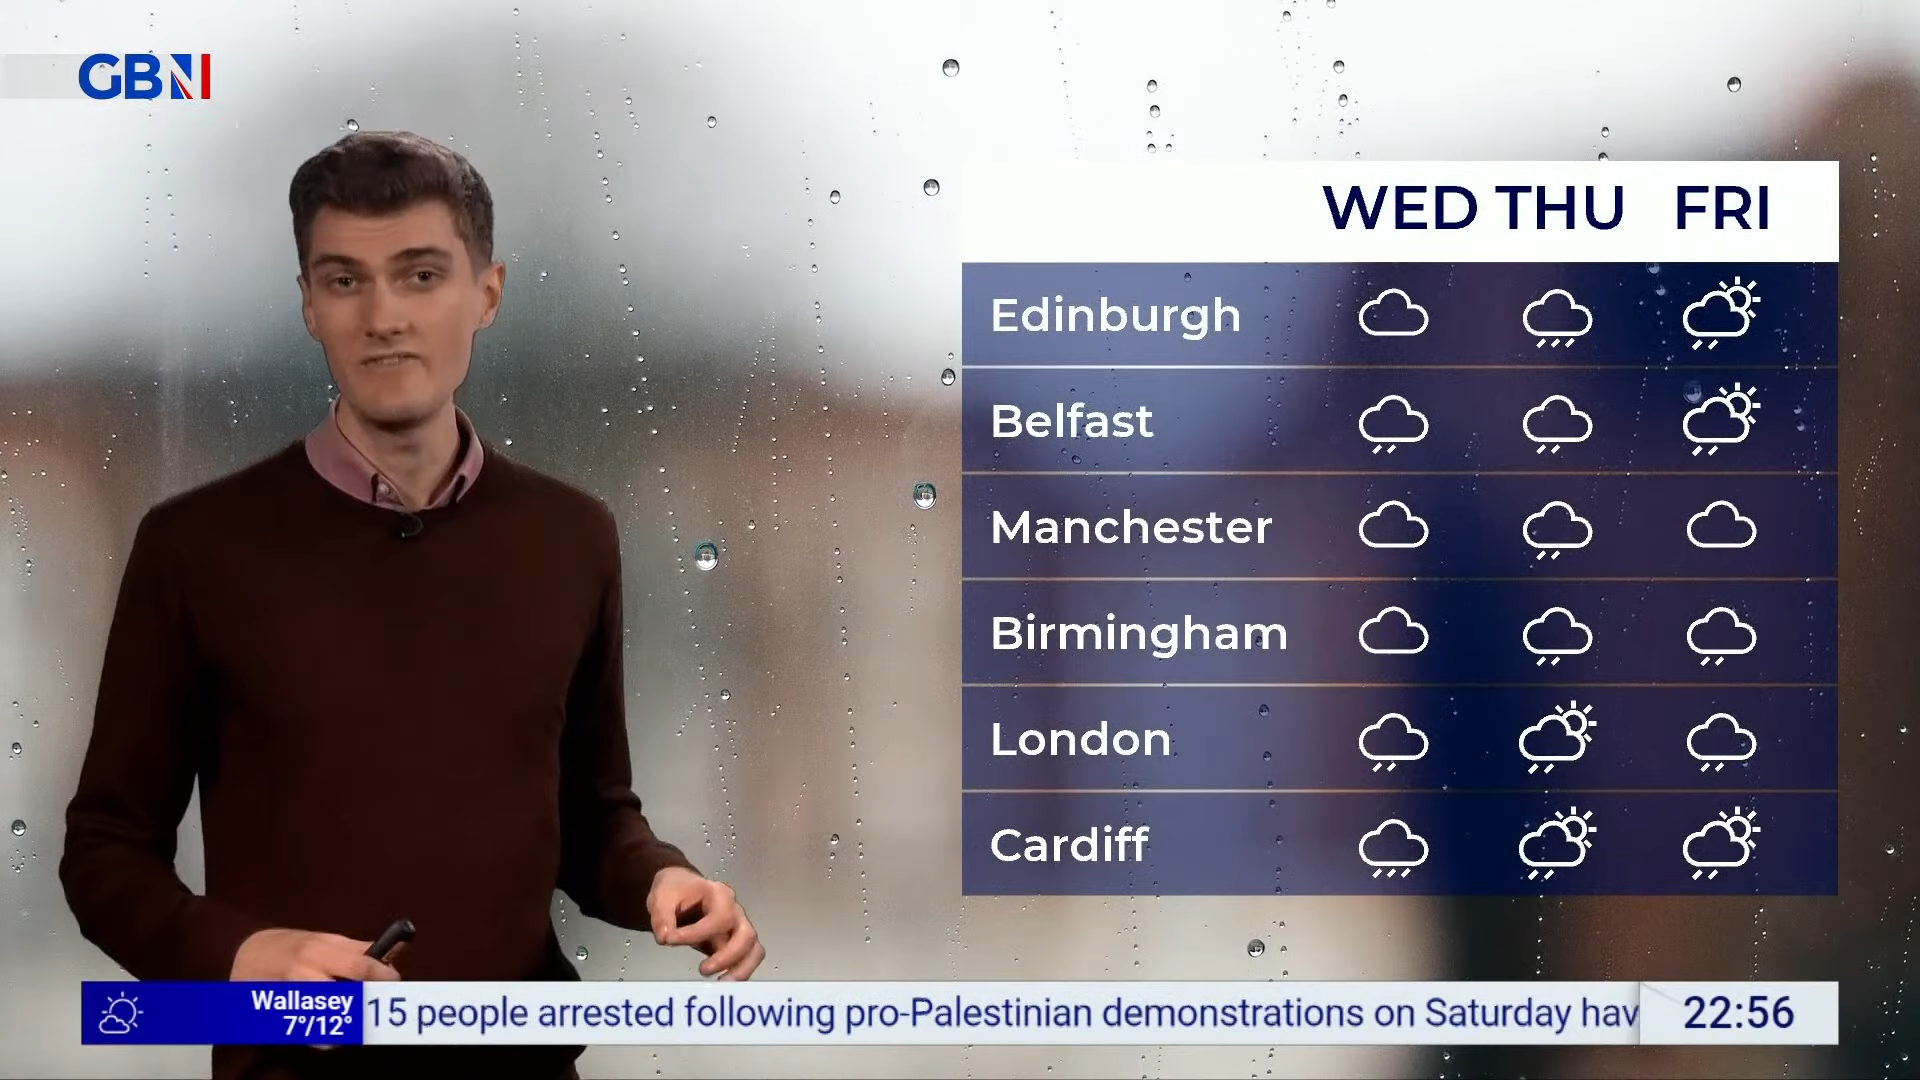 GBN
WED THU FRI
Edinburgh
Belfast
Manchester
Birmingham
London
Cardiff
Wallasey
7°/12°
15 people arrested following pro-Palestinian demonstrations on Saturday hav
22:56